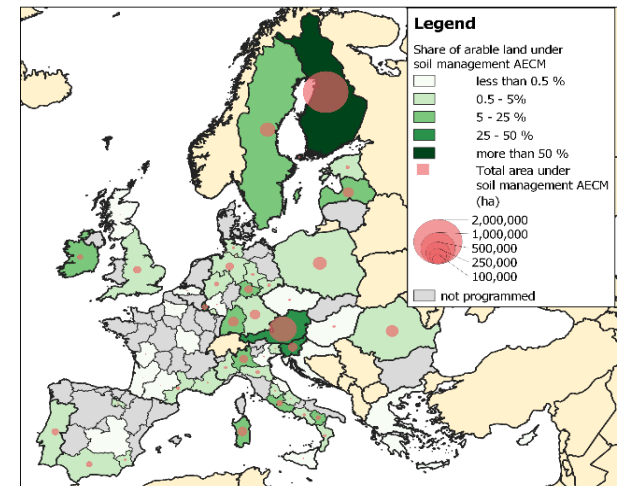 Legend
Share of arable land under
soil management AECM
less than 0.5 %
0.5 - 5%
5 - 25 %
25 - 50 %
more than 50 %
Total area under
soil management AECM
(ha)
2,000,000
1,000,000
500,000
250,000
100,000
not programmed